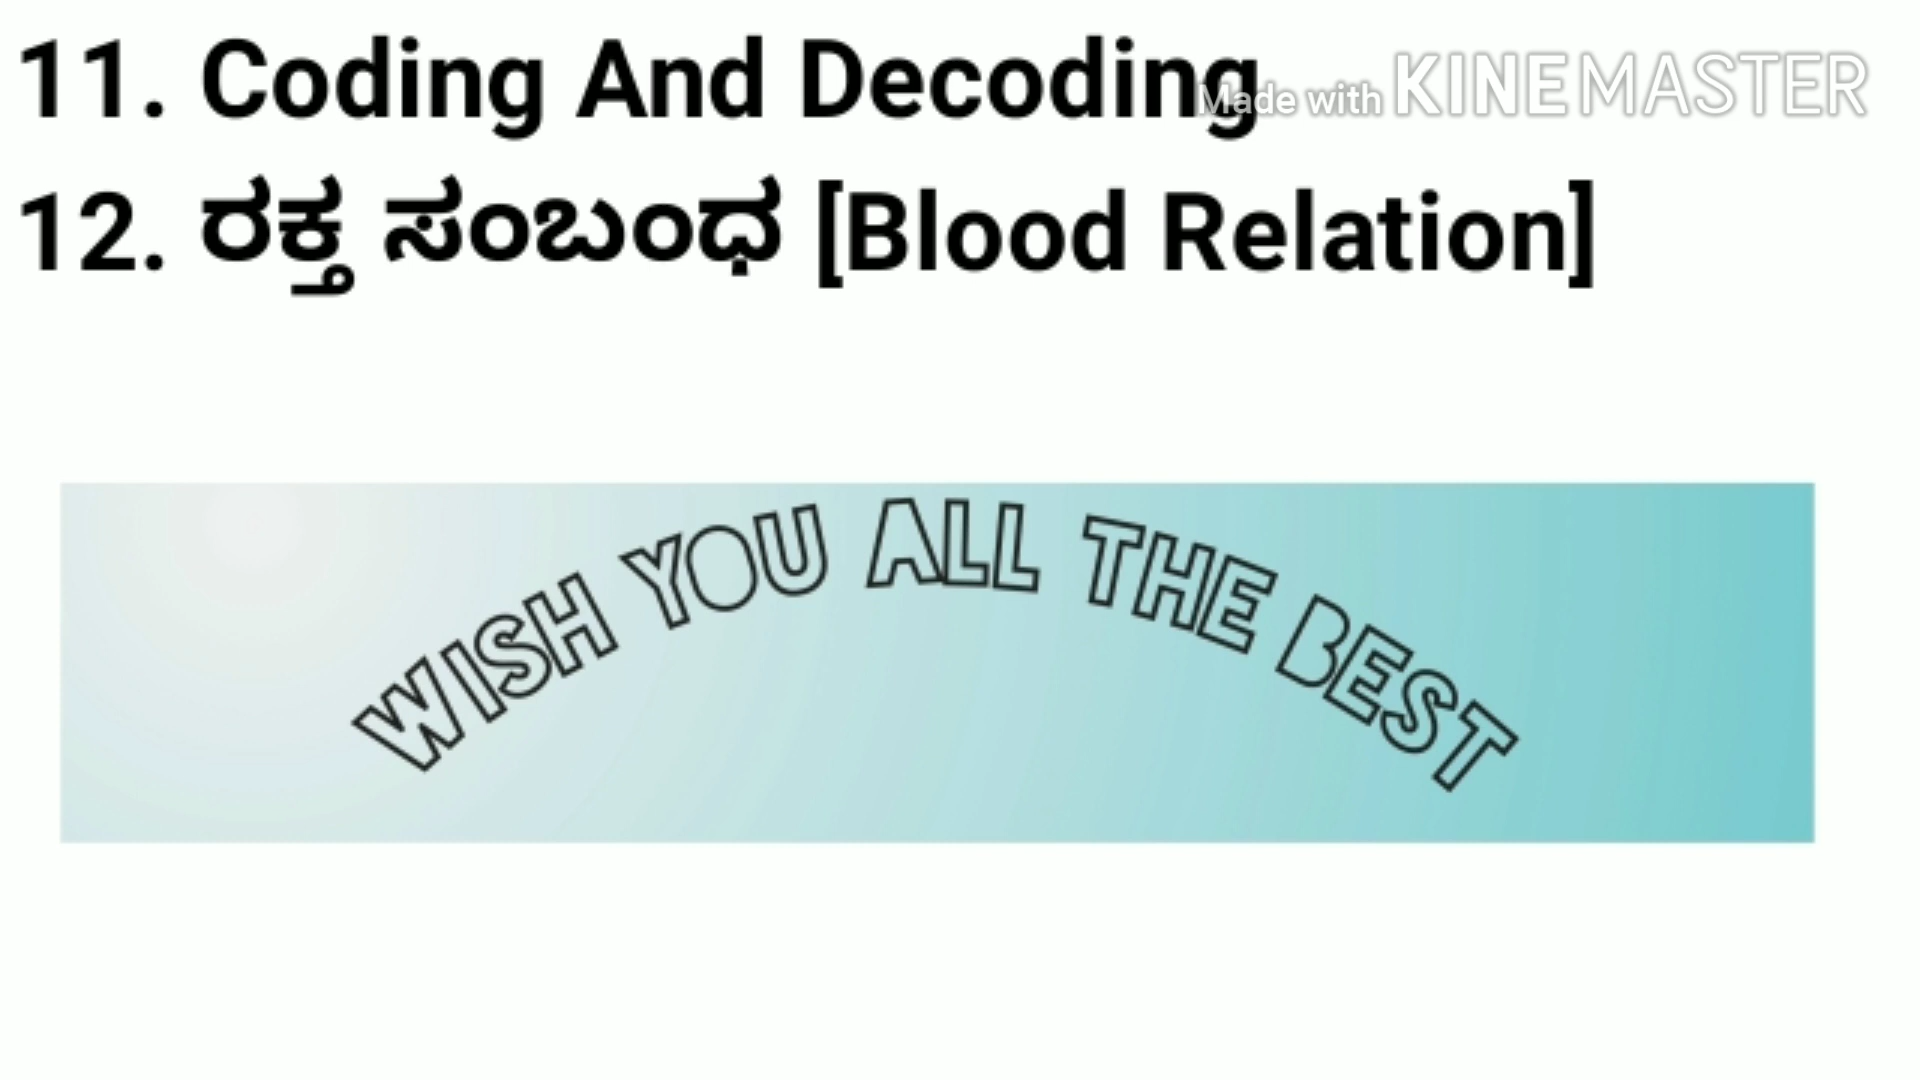 11. Coding And Decoding
Made with KINEMASTER
12. ರಕ್ತ ಸಂಬಂಧ [Blood Relation]
WISH YOU ALL THE BEST